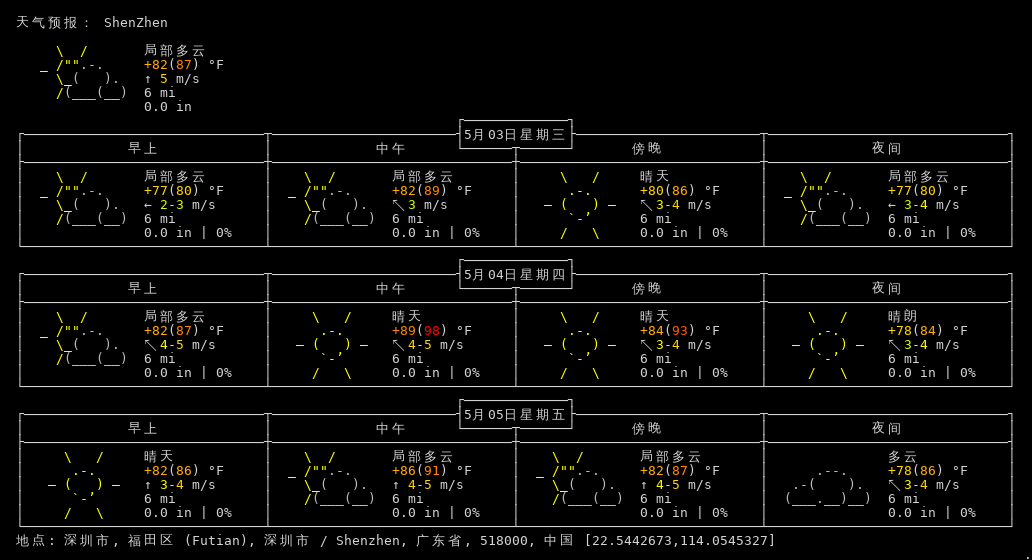 天气预报: ShenZhen
局部多云
+82(87) °F
↑ 5 m/s
6 mi
0.0 in
5月03日星期三
早上 中午 傍晚 夜间
局部多云 局部多云 晴天 局部多云
+77(80) °F +82(89) °F +80(86) °F +77(80) °F
← 2-3 m/s ↖ 3 m/s ↖ 3-4 m/s ← 3-4 m/s
6 mi 6 mi 6 mi 6 mi
0.0 in | 0% 0.0 in | 0% 0.0 in | 0% 0.0 in | 0%
5月04日星期四
早上 中午 傍晚 夜间
局部多云 晴天 晴天 晴朗
+82(87) °F +89(98) °F +84(93) °F +78(84) °F
↖ 4-5 m/s ↖ 4-5 m/s ↖ 3-4 m/s ↖ 3-4 m/s
6 mi 6 mi 6 mi 6 mi
0.0 in | 0% 0.0 in | 0% 0.0 in | 0% 0.0 in | 0%
5月05日星期五
早上 中午 傍晚 夜间
晴天 局部多云 局部多云 多云
+82(86) °F +86(91) °F +82(87) °F +78(86) °F
↑ 3-4 m/s ↑ 4-5 m/s ↑ 4-5 m/s ↖ 3-4 m/s
6 mi 6 mi 6 mi 6 mi
0.0 in | 0% 0.0 in | 0% 0.0 in | 0% 0.0 in | 0%
地点: 深圳市, 福田区 (Futian), 深圳市 / Shenzhen, 广东省, 518000, 中国 [22.5442673,114.0545327]